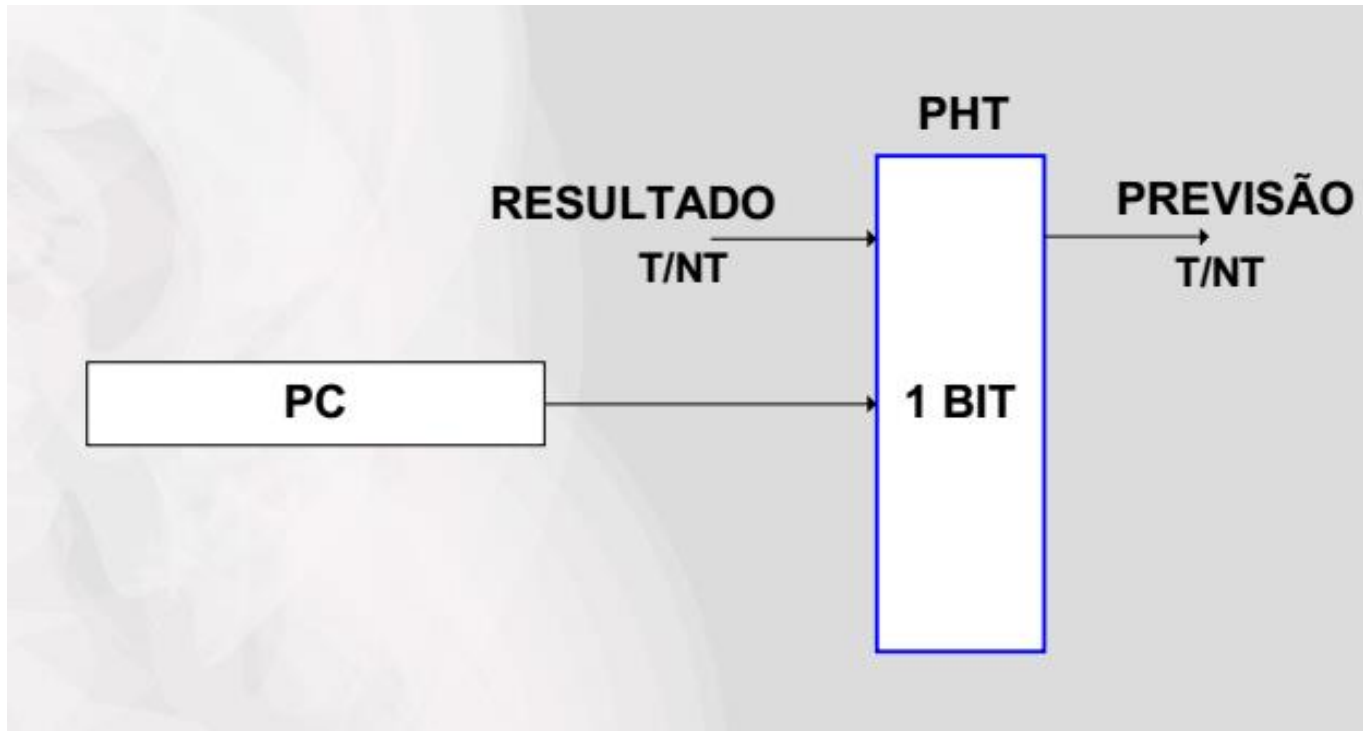 PHT
RESULTADO
T/NT
PREVISÃO
T/NT
PC
1 BIT